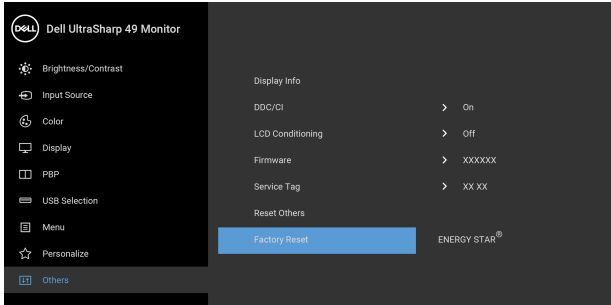 DELL Dell UltraSharp 49 Monitor
Brightness/Contrast
Input Source
Color
Display
PBP
USB Selection
Menu
Personalize
Others
Display Info
DDC/CI > On
LCD Conditioning > Off
Firmware > XXXXXX
Service Tag > XX XX
Reset Others
Factory Reset ENERGY STAR®